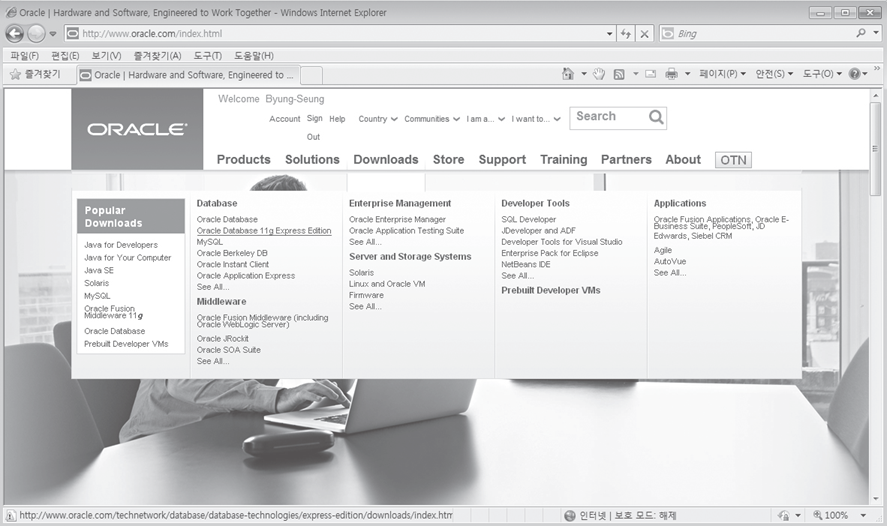 Oracle | Hardware and Software, Engineered to Work Together - Windows Internet Explorer
http://www.oracle.com/index.html
Bing
파일(F) 편집(E) 보기(V) 즐겨찾기(A) 도구(T) 도움말(H)
즐겨찾기
Oracle | Hardware and Software, Engineered to ...
페이지(P) 안전(S) 도구(O)
Welcome Byung-Seung
ORACLE
Account Sign Out Help Country Communities I am a... I want to...
Search
Products Solutions Downloads Store Support Training Partners About OTN
Popular
Downloads
Java for Developers
Java for Your Computer
Java SE
Solaris
MySQL
Oracle Fusion
Middleware 11g
Oracle Database
Prebuilt Developer VMs
Database
Oracle Database
Oracle Database 11g Express Edition
MySQL
Oracle Berkeley DB
Oracle Instant Client
Oracle Application Express
See All...
Middleware
Oracle Fusion Middleware (including
Oracle WebLogic Server)
Oracle JRockit
Oracle SOA Suite
See All...
Enterprise Management
Oracle Enterprise Manager
Oracle Application Testing Suite
See All...
Server and Storage Systems
Solaris
Linux and Oracle VM
Firmware
See All...
Developer Tools
SQL Developer
JDeveloper and ADF
Developer Tools for Visual Studio
Enterprise Pack for Eclipse
NetBeans IDE
See All...
Prebuilt Developer VMs
Applications
Oracle Fusion Applications, Oracle E-
Business Suite, PeopleSoft, JD
Edwards, Siebel CRM
Agile
AutoVue
See All...
http://www.oracle.com/technetwork/database/database-technologies/express-edition/downloads/index.htm
인터넷 | 보호 모드: 해제
100%